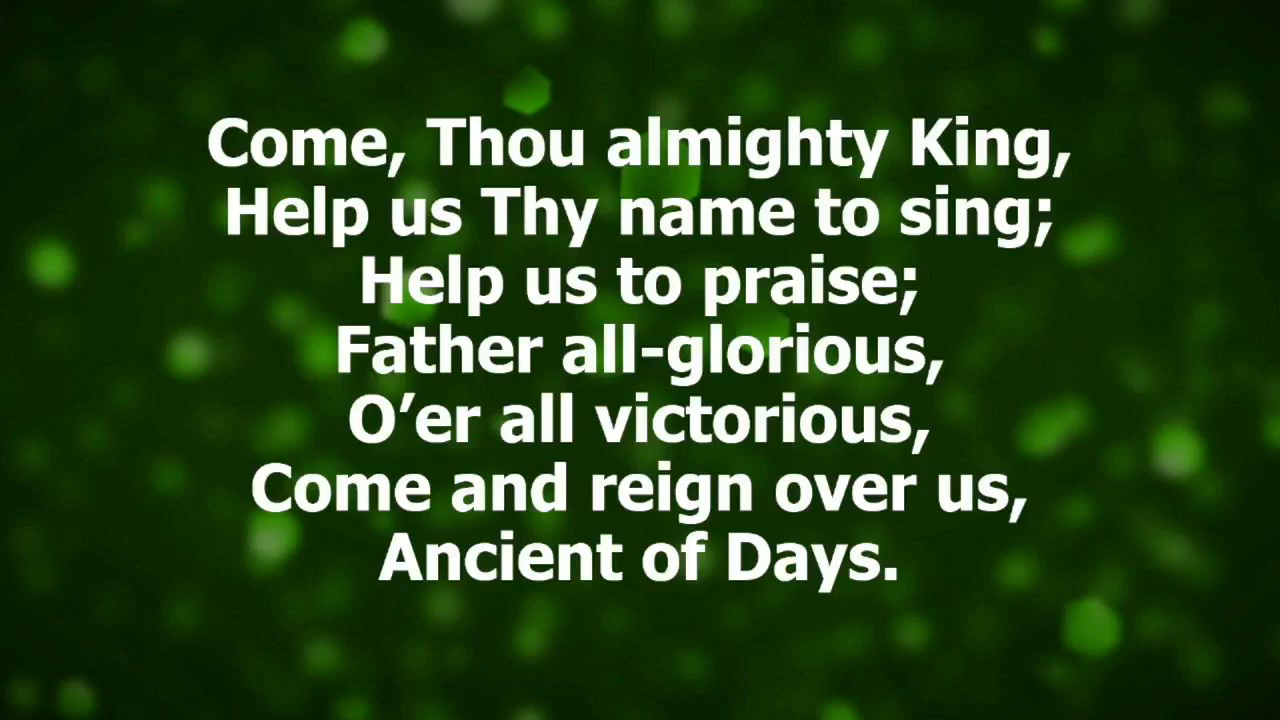 Come, Thou almighty King,
Help us Thy name to sing;
Help us to praise;
Father all-glorious,
O’er all victorious,
Come and reign over us,
Ancient of Days.